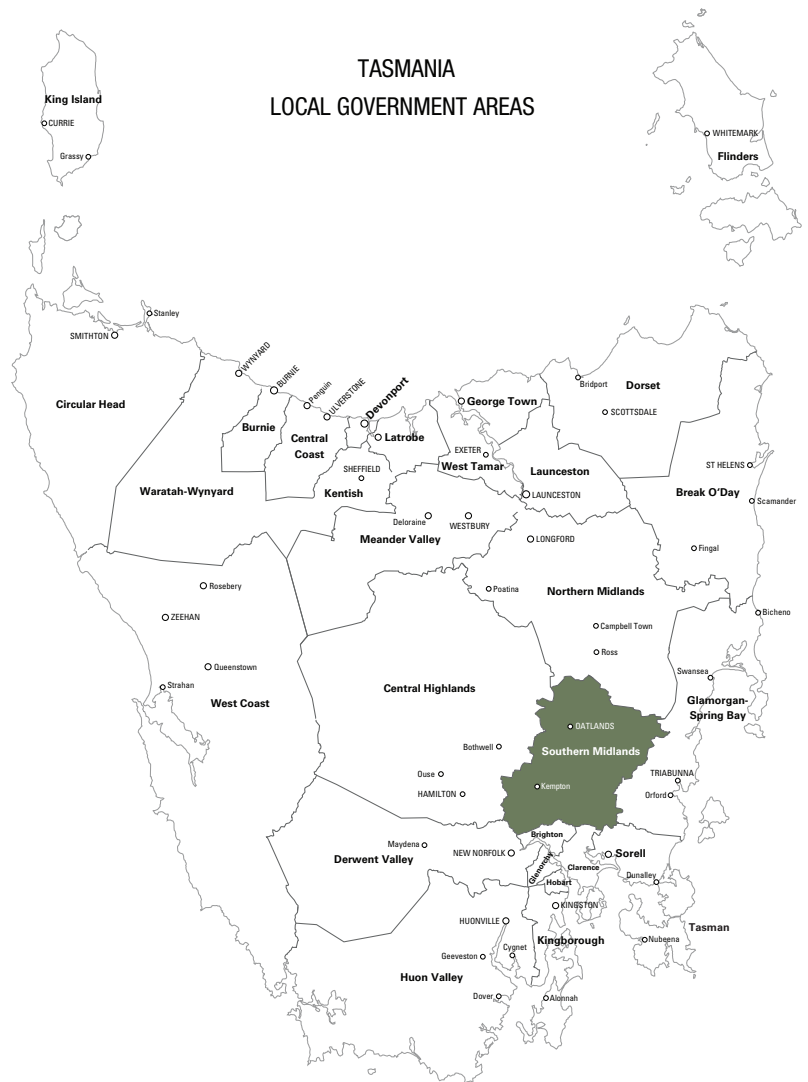 TASMANIA
LOCAL GOVERNMENT AREAS
King Island
CURRIE
Grassy
WHITEMARK
Flinders
Stanley
SMITHTON
WYNYARD
BURNIE
Penguin
ULVERSTONE
Devonport
George Town
Bridport
Dorset
SCOTTSDALE
Circular Head
Burnie
Central
Coast
Latrobe
EXETER
West Tamar
Launceston
LAUNCESTON
ST HELENS
Break O'Day
Scamander
Waratah-Wynyard
SHEFFIELD
Kentish
Deloraine
WESTBURY
Meander Valley
LONGFORD
Fingal
Rosebery
Poatina
Northern Midlands
ZEEHAN
Campbell Town
Bicheno
Ross
Queenstown
Strahan
West Coast
Central Highlands
Swansea
Glamorgan-
Spring Bay
OATLANDS
Southern Midlands
Bothwell
Ouse
HAMILTON
Kempton
TRIABUNNA
Orford
Brighton
Maydena
Derwent Valley
NEW NORFOLK
Glenorchy
Sorell
Clarence
Hobart
Dunalley
KINGSTON
HUONVILLE
Kingborough
Tasman
Nubeena
Geeveston
Cygnet
Huon Valley
Dover
Alonnah